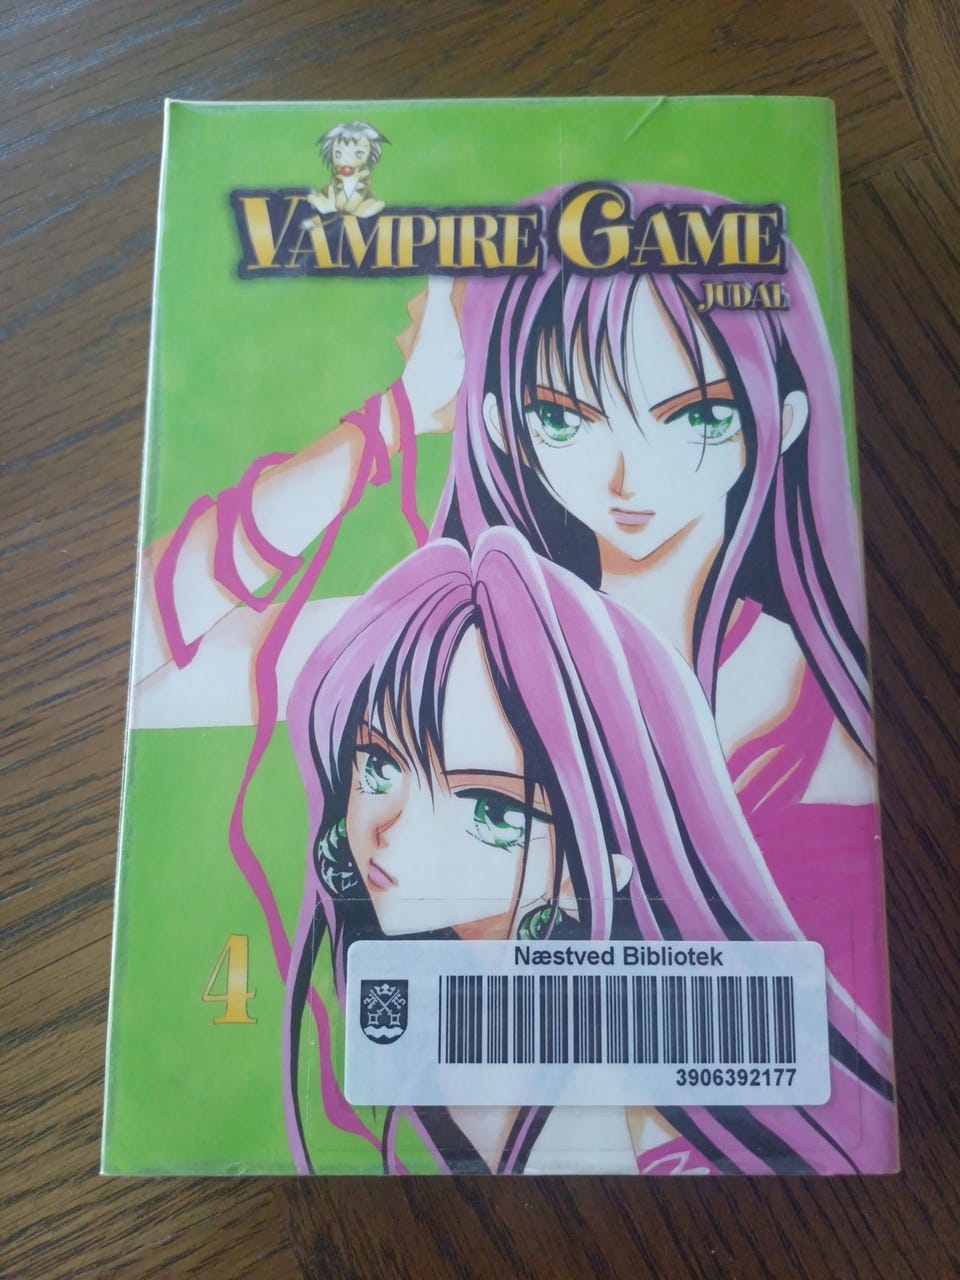 VAMPIRE GAME
JUDAL
4
Næstved Bibliotek
3906392177